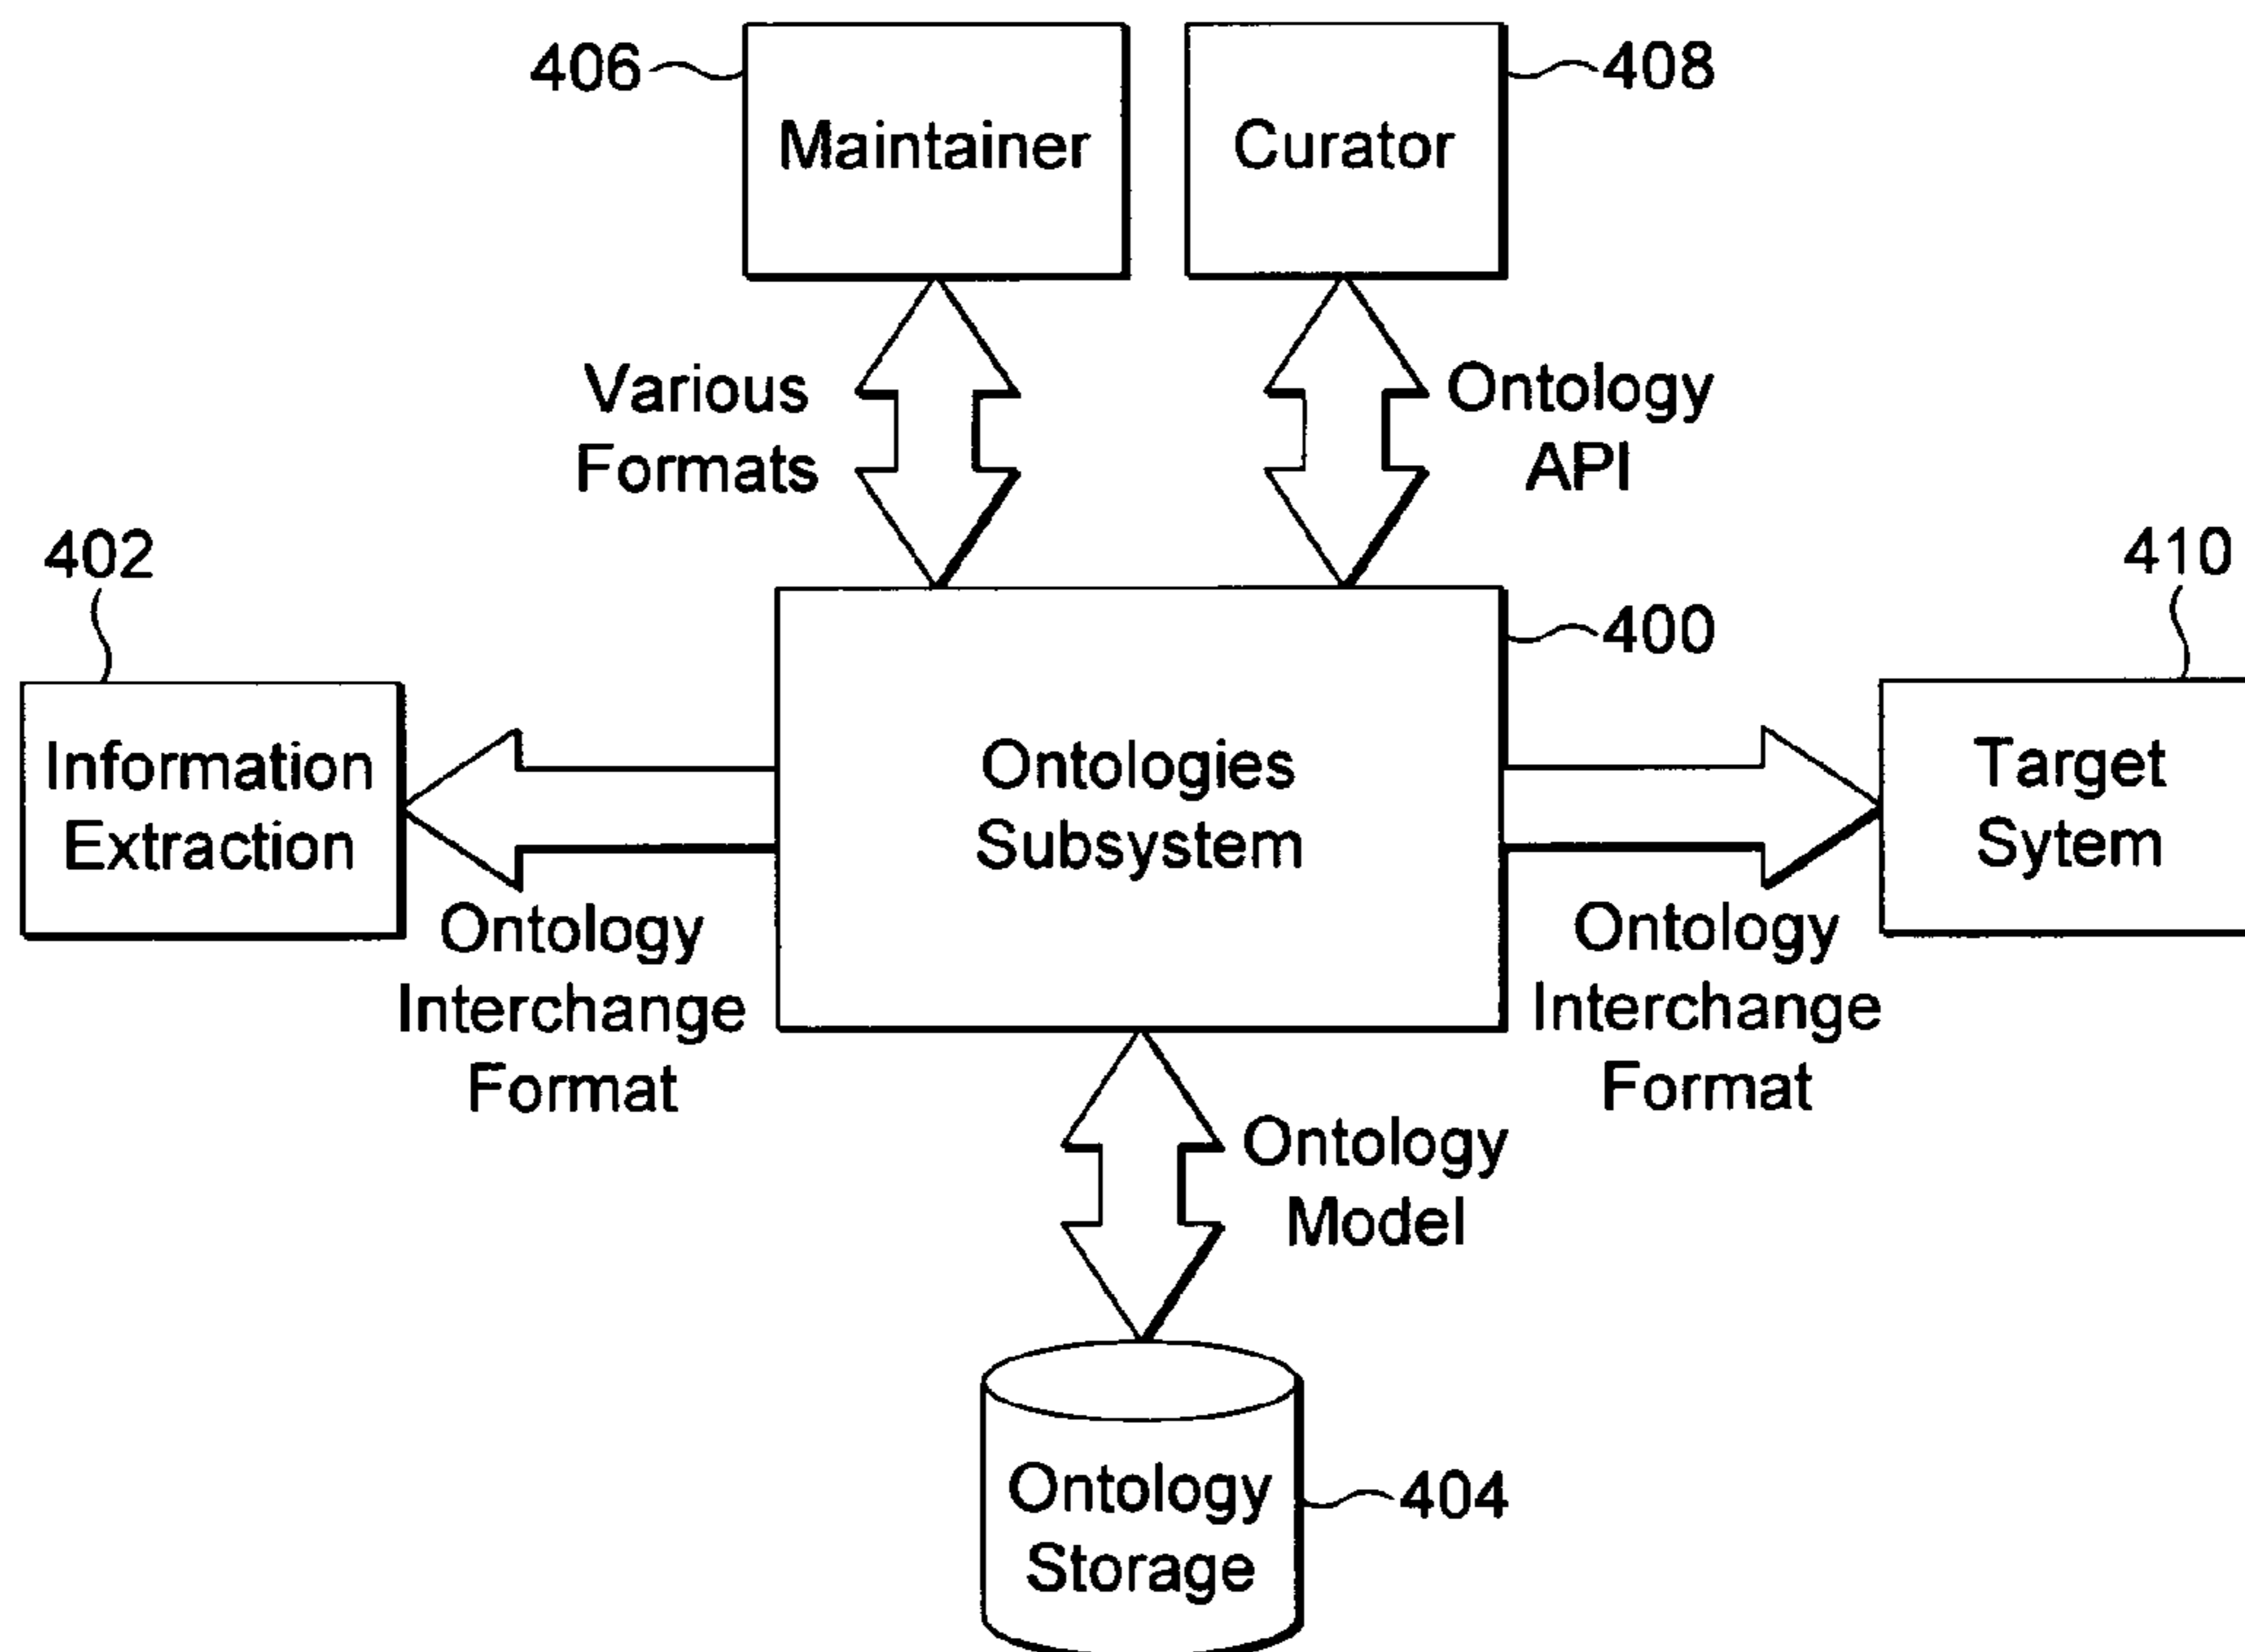 406
Maintainer
Curator
408
Various
Formats
Ontology
API
402
410
400
Information
Extraction
Ontologies
Subsystem
Target
Sytem
Ontology
Interchange
Format
Ontology
Interchange
Format
Ontology
Model
Ontology
Storage
404